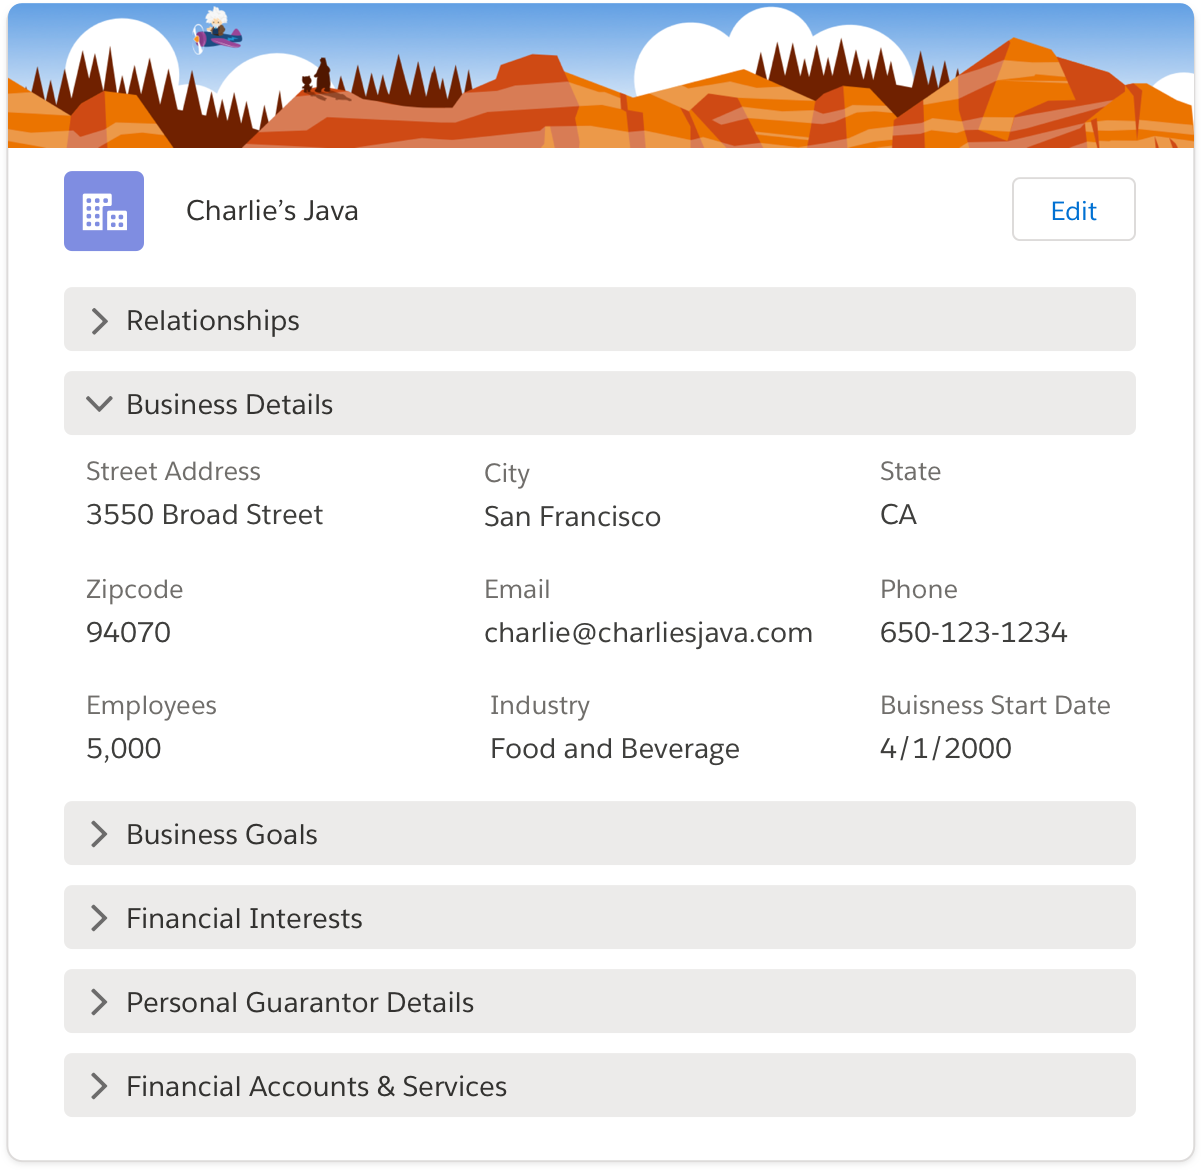 Charlie’s Java
Edit
Relationships
Business Details
Street Address
City
State
3550 Broad Street
San Francisco
CA
Zipcode
Email
Phone
94070
charlie@charliesjava.com
650-123-1234
Employees
Industry
Buisness Start Date
5,000
Food and Beverage
4/1/2000
Business Goals
Financial Interests
Personal Guarantor Details
Financial Accounts & Services